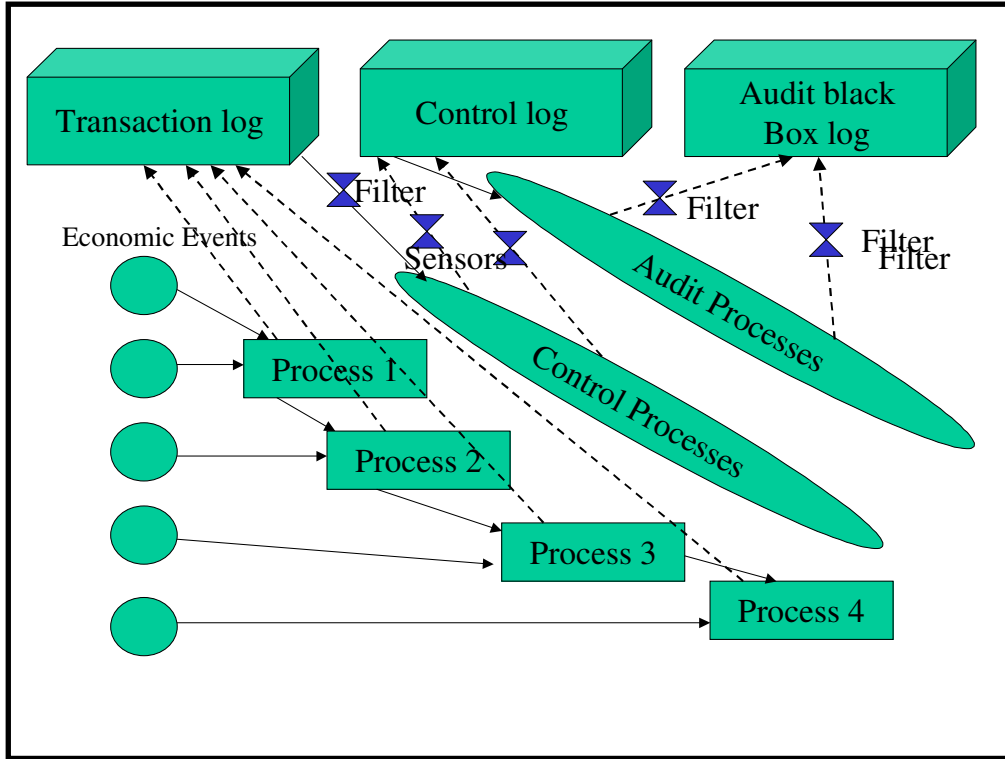 Transaction log
Control log
Audit black
Box log
Filter
Filter
Filter
Filter
Economic Events
Sensors
Audit Processes
Control Processes
Process 1
Process 2
Process 3
Process 4